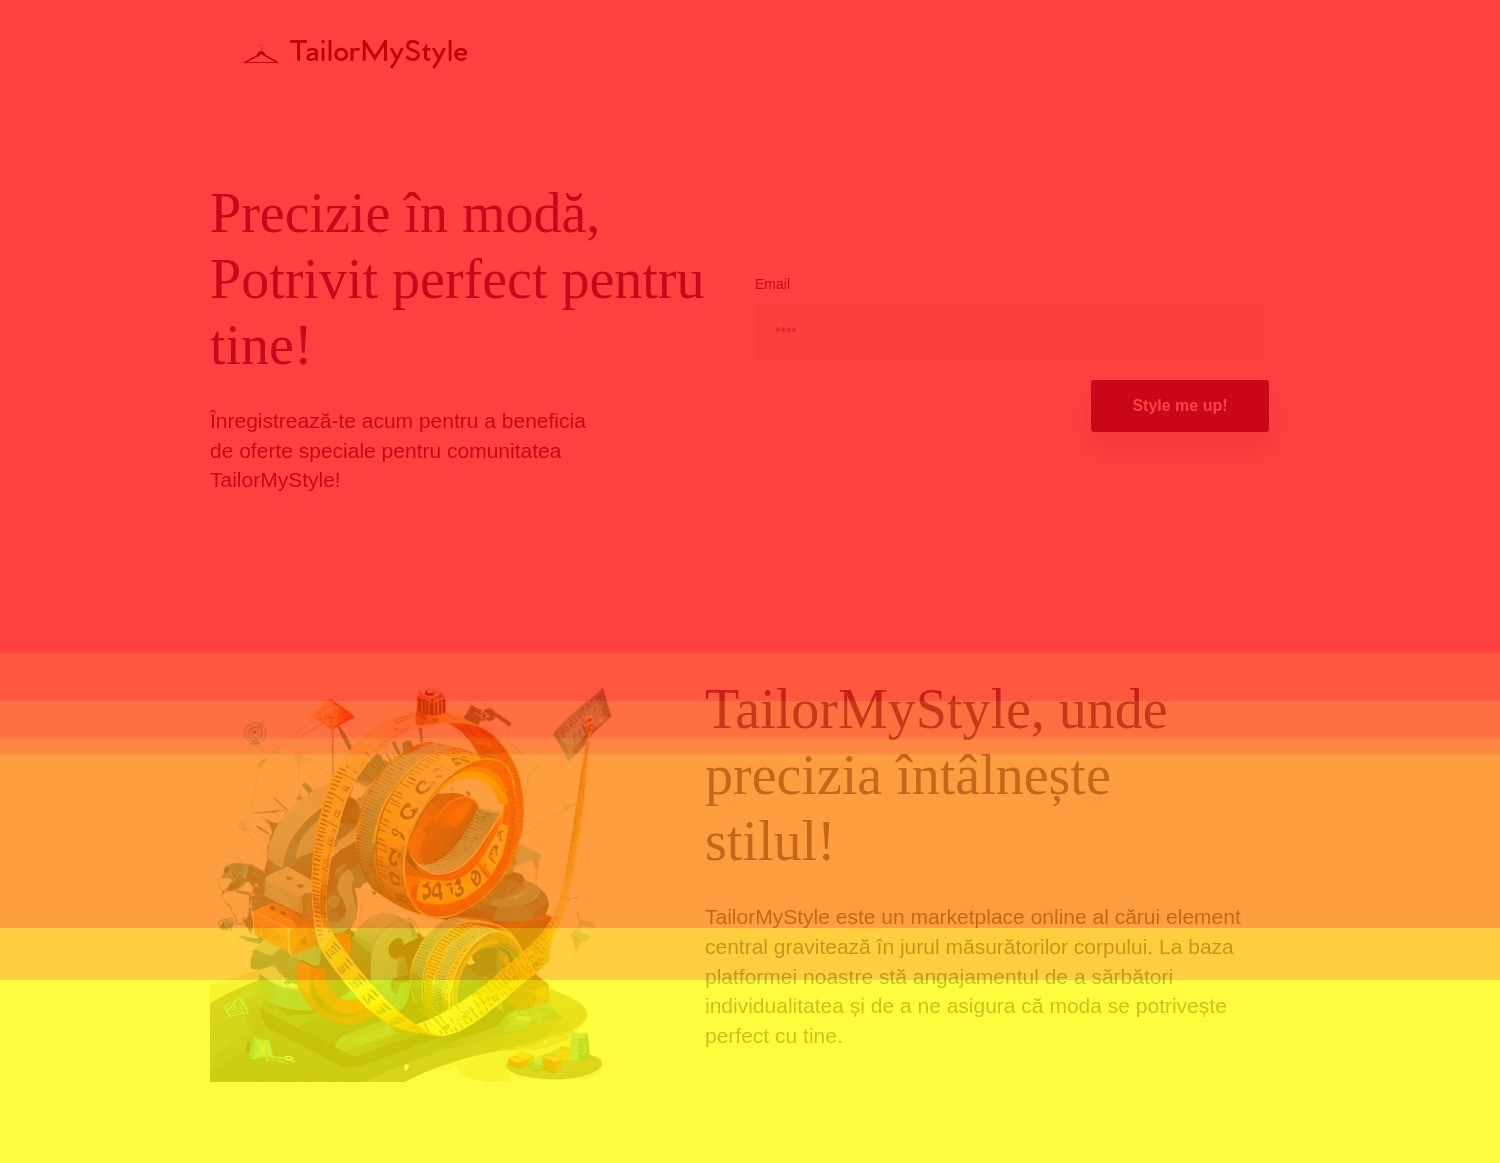 TailorMyStyle
Precizie în modă,
Potrivit perfect pentru
tine!
Înregistrează-te acum pentru a beneficia
de oferte speciale pentru comunitatea
TailorMyStyle!
Email
****
Style me up!
TailorMyStyle, unde
precizia întâlnește
stilul!
TailorMyStyle este un marketplace online al cărui element
central gravitează în jurul măsurătorilor corpului. La baza
platformei noastre stă angajamentul de a sărbători
individualitatea și de a ne asigura că moda se potrivește
perfect cu tine.